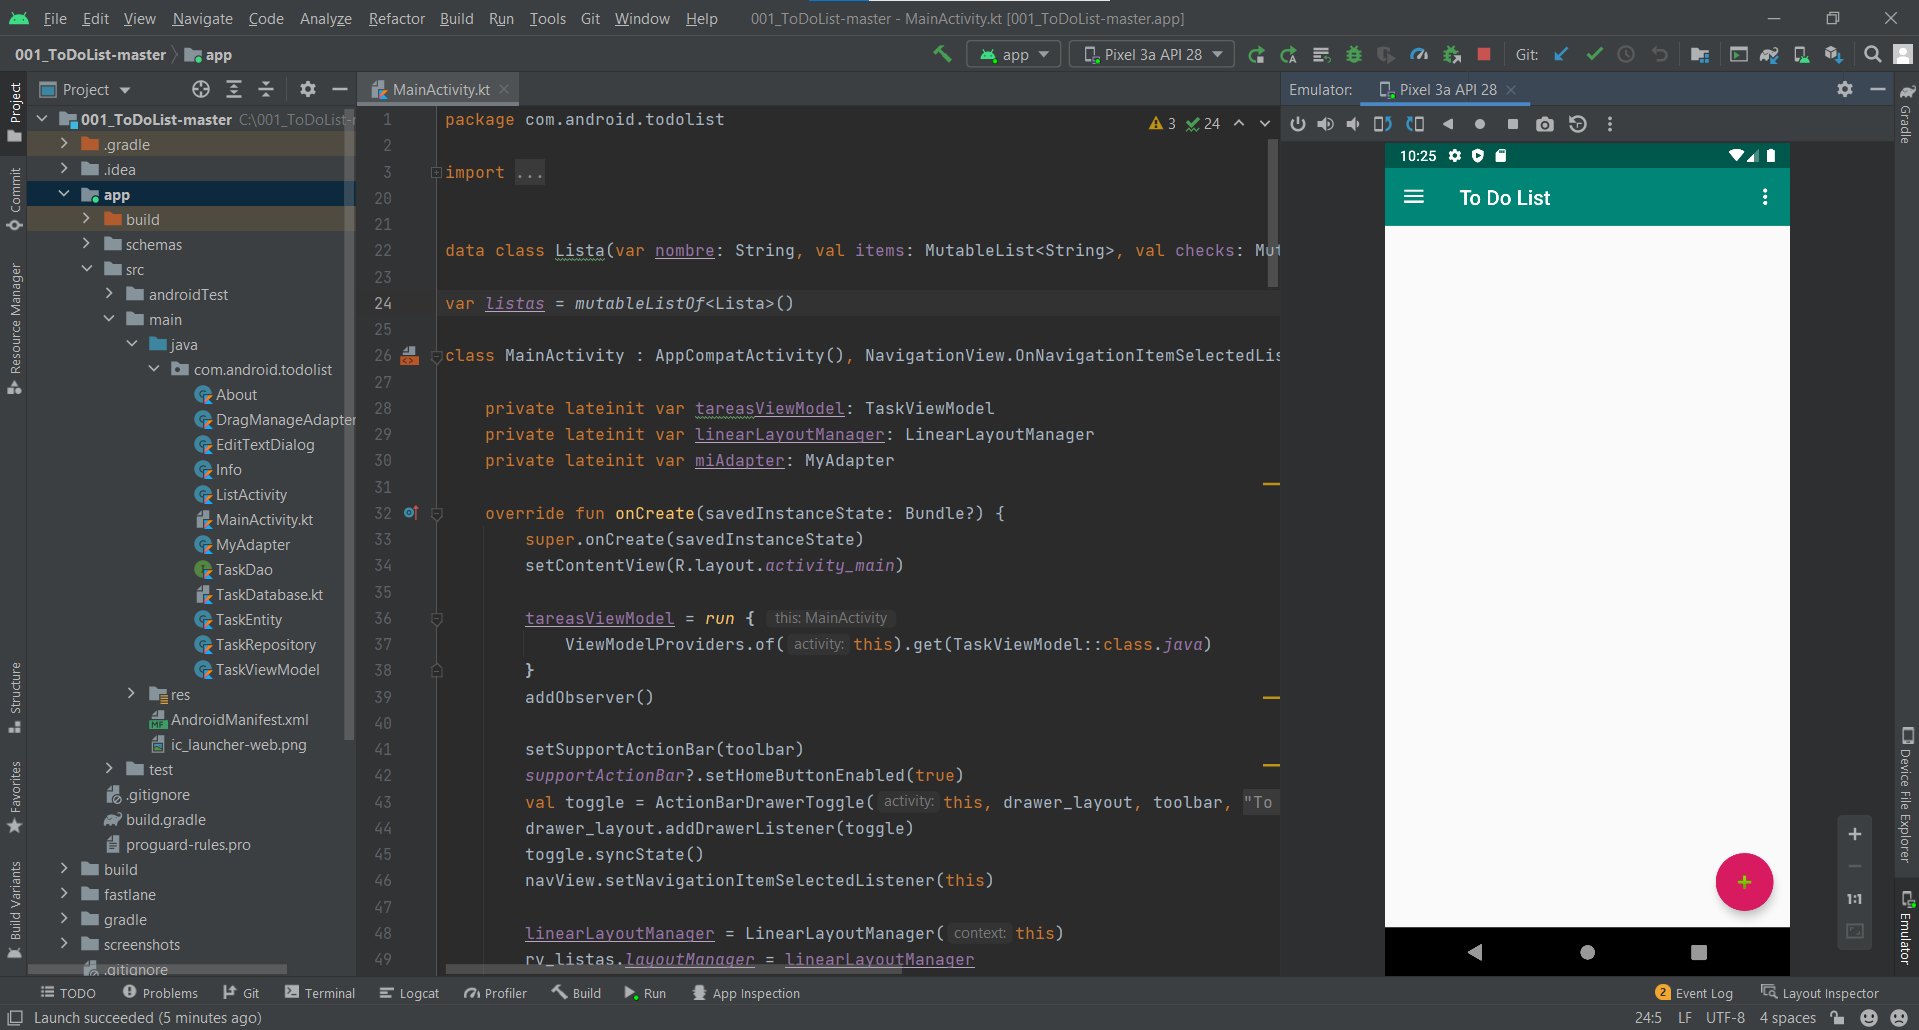 File Edit View Navigate Code Analyze Refactor Build Run Tools Git Window Help 001_ToDoList-master - MainActivity.kt [001_ToDoList-master.app]
001_ToDoList-master app
app Pixel 3a API 28 Git:
Project
MainActivity.kt
Emulator: Pixel 3a API 28
Project
Commit
Resource Manager
Structure
Favorites
Build Variants
001_ToDoList-master C:\001_ToDoList-r
.gradle
.idea
app
build
schemas
src
androidTest
main
java
com.android.todolist
About
DragManageAdapter
EditTextDialog
Info
ListActivity
MainActivity.kt
MyAdapter
TaskDao
TaskDatabase.kt
TaskEntity
TaskRepository
TaskViewModel
res
AndroidManifest.xml
ic_launcher-web.png
test
.gitignore
build.gradle
proguard-rules.pro
build
fastlane
gradle
screenshots
.gitignore
3 24
1 package com.android.todolist
2
3 import ...
20
21
22 data class Lista(var nombre: String, val items: MutableList<String>, val checks: Mut
23
24 var listas = mutableListOf<Lista>()
25
26 class MainActivity : AppCompatActivity(), NavigationView.OnNavigationItemSelectedLis
27
28 private lateinit var tareasViewModel: TaskViewModel
29 private lateinit var linearLayoutManager: LinearLayoutManager
30 private lateinit var miAdapter: MyAdapter
31
32 override fun onCreate(savedInstanceState: Bundle?) {
33 super.onCreate(savedInstanceState)
34 setContentView(R.layout.activity_main)
35
36 tareasViewModel = run { this: MainActivity
37 ViewModelProviders.of( activity: this).get(TaskViewModel::class.java)
38 }
39 addObserver()
40
41 setSupportActionBar(toolbar)
42 supportActionBar?.setHomeButtonEnabled(true)
43 val toggle = ActionBarDrawerToggle( activity: this, drawer_layout, toolbar, "To
44 drawer_layout.addDrawerListener(toggle)
45 toggle.syncState()
46 navView.setNavigationItemSelectedListener(this)
47
48 linearLayoutManager = LinearLayoutManager( context: this)
49 rv_listas.layoutManager = linearLayoutManager
10:25
To Do List
+
1:1
Gradle
Device File Explorer
Emulator
TODO Problems Git Terminal Logcat Profiler Build Run App Inspection 2 Event Log Layout Inspector
Launch succeeded (5 minutes ago) 24:5 LF UTF-8 4 spaces